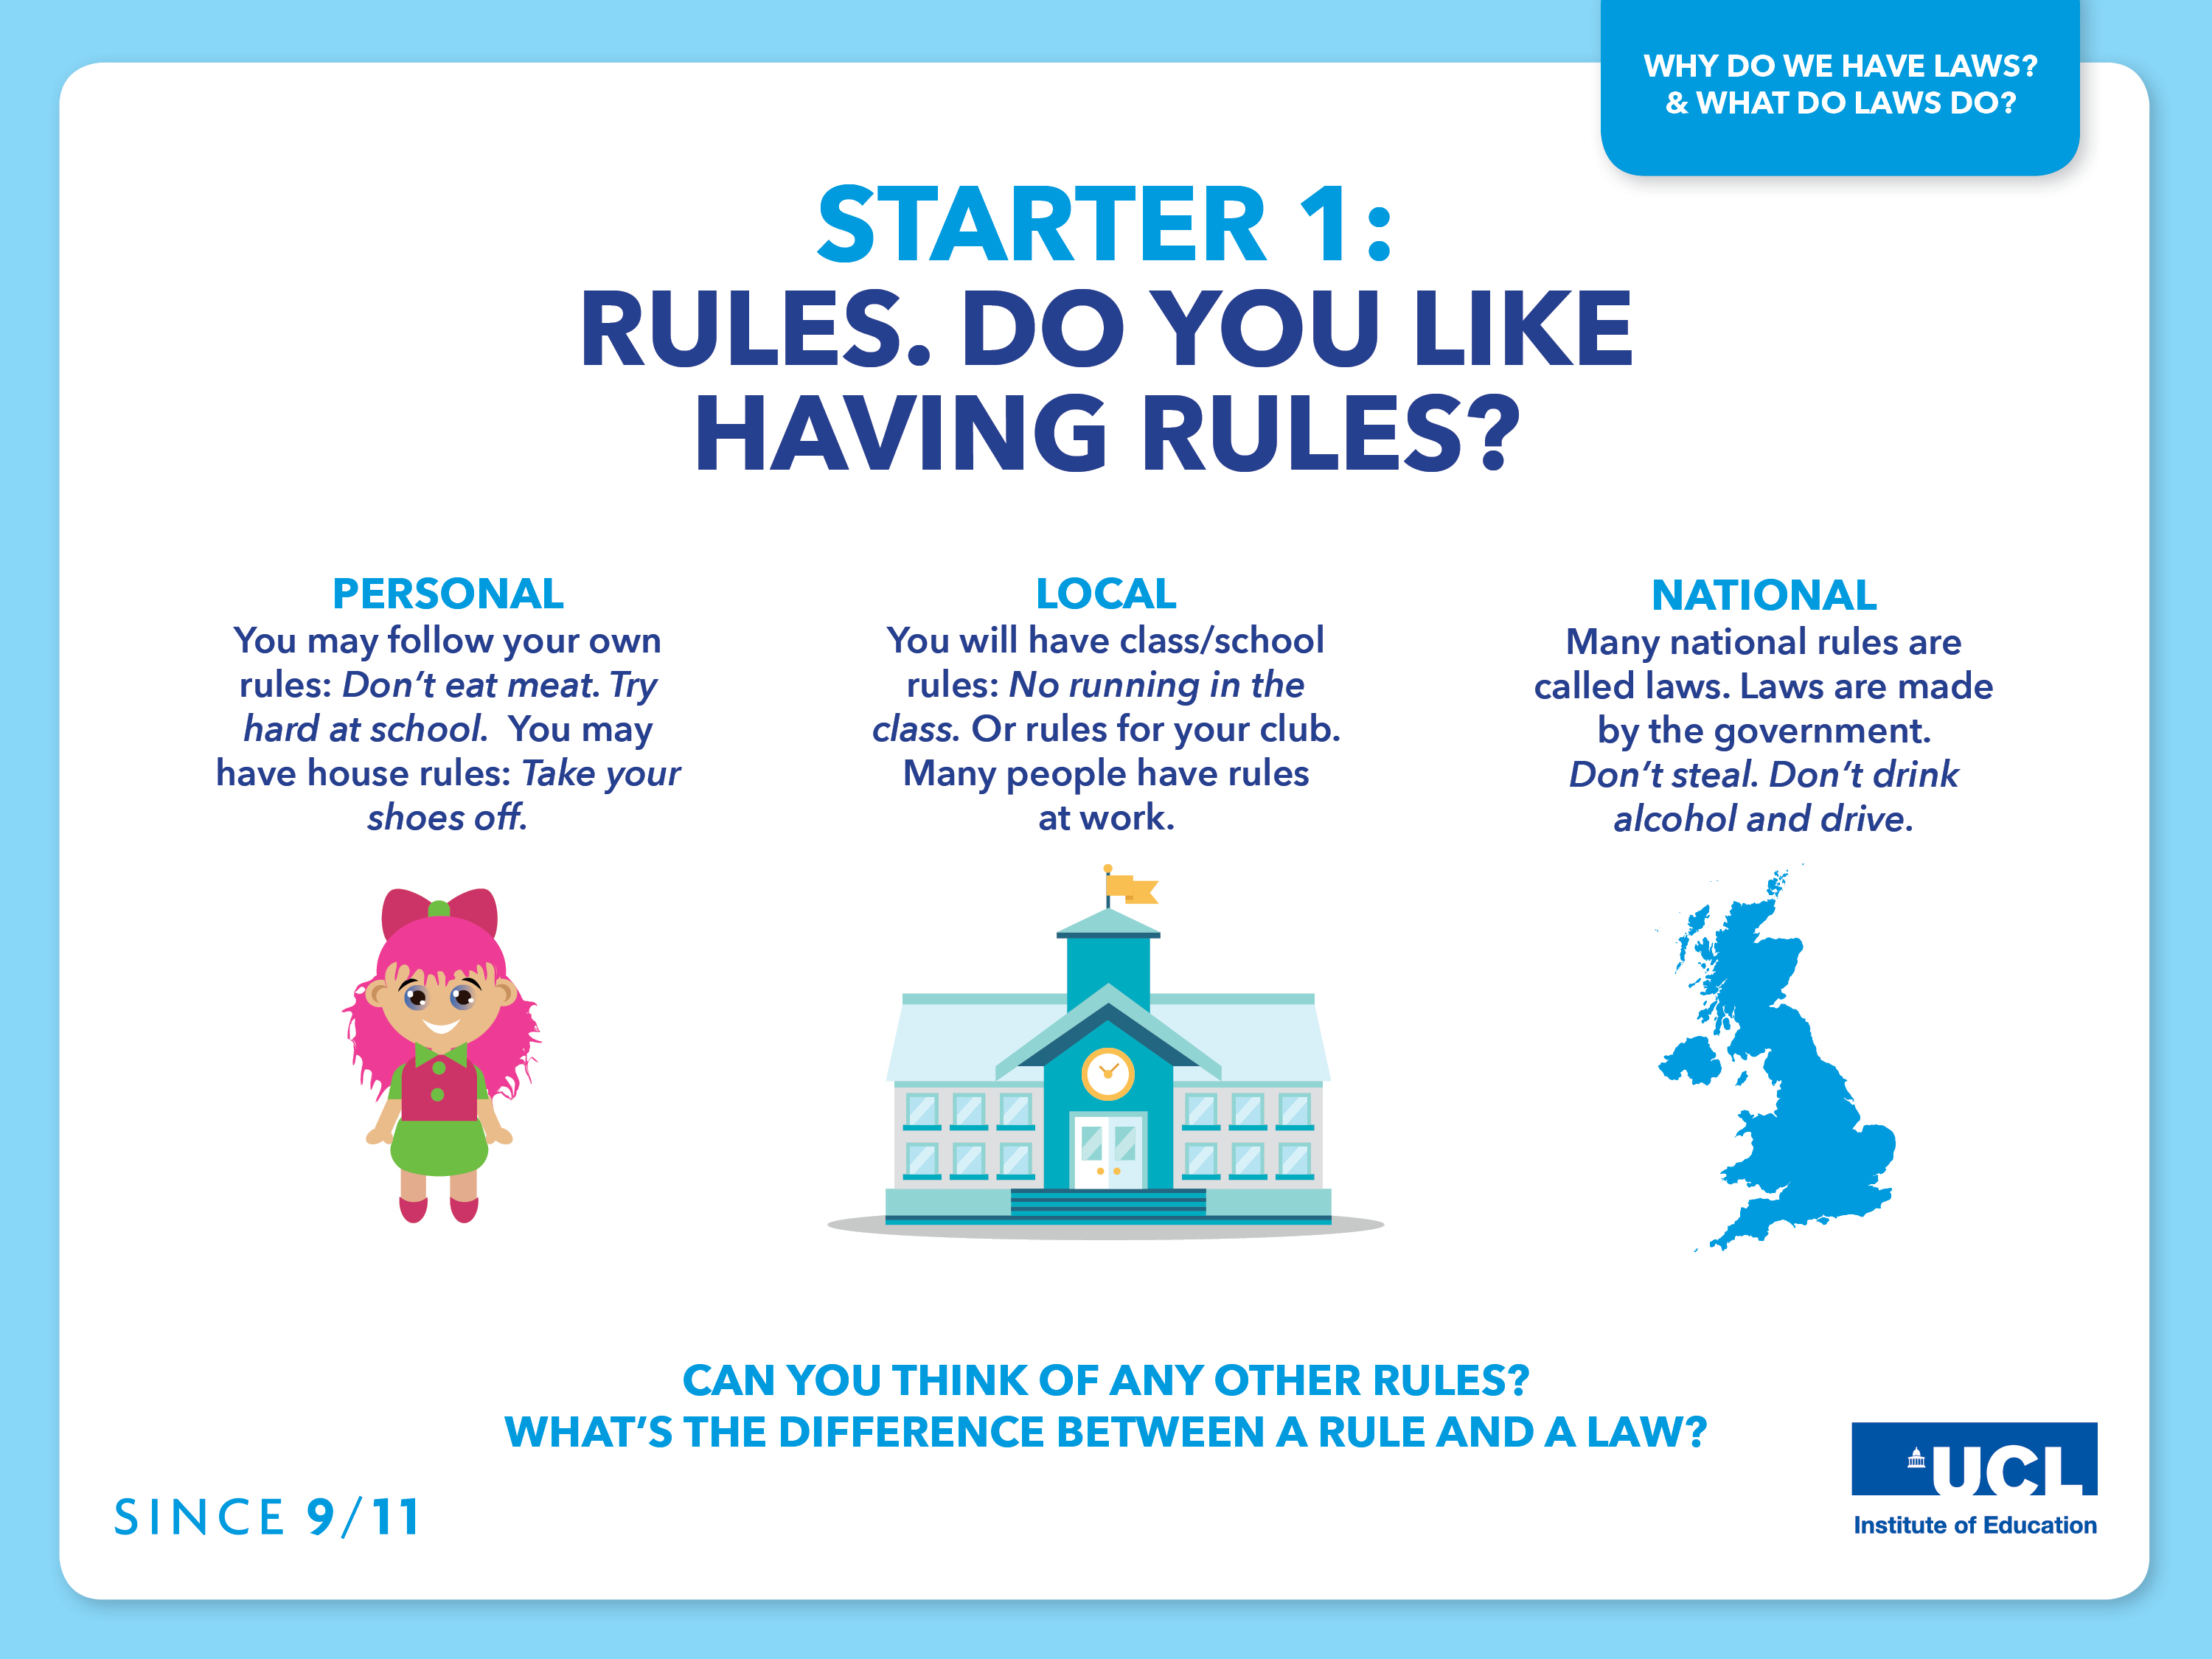 WHY DO WE HAVE LAWS?
& WHAT DO LAWS DO?
STARTER 1:
RULES. DO YOU LIKE
HAVING RULES?
PERSONAL
You may follow your own
rules: Don’t eat meat. Try
hard at school. You may
have house rules: Take your
shoes off.
LOCAL
You will have class/school
rules: No running in the
class. Or rules for your club.
Many people have rules
at work.
NATIONAL
Many national rules are
called laws. Laws are made
by the government.
Don’t steal. Don’t drink
alcohol and drive.
CAN YOU THINK OF ANY OTHER RULES?
WHAT’S THE DIFFERENCE BETWEEN A RULE AND A LAW?
SINCE 9/11
UCL
Institute of Education